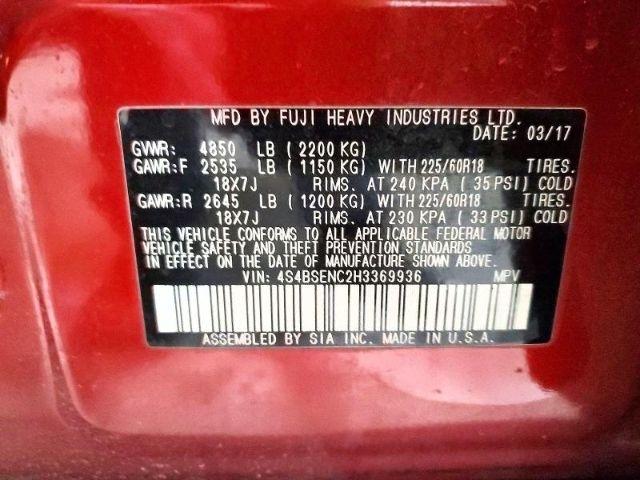 MFD BY FUJI HEAVY INDUSTRIES LTD.
DATE: 03/17
GVWR: 4850 LB (2200 KG)
GAWR:F 2535 LB (1150 KG) WITH 225/60R18 TIRES.
18X7J RIMS. AT 240 KPA (35 PSI) COLD
GAWR:R 2645 LB (1200 KG) WITH 225/60R18 TIRES.
18X7J RIMS. AT 230 KPA (33 PSI) COLD
THIS VEHICLE CONFORMS TO ALL APPLICABLE FEDERAL MOTOR
VEHICLE SAFETY AND THEFT PREVENTION STANDARDS
IN EFFECT ON THE DATE OF MANUFACTURE SHOWN ABOVE.
VIN: 4S4BSENC2H3369936 MPV
ASSEMBLED BY SIA INC. MADE IN U.S.A.